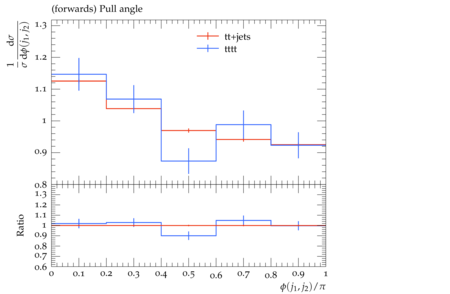 (forwards) Pull angle
1/σ dσ/dϕ(j₁, j₂)
tt+jets
tttt
1.3
1.2
1.1
1
0.9
0.8
Ratio
1.3
1.2
1.1
1
0.9
0.8
0.7
0.6
0 0.1 0.2 0.3 0.4 0.5 0.6 0.7 0.8 0.9 1
ϕ(j₁, j₂)/π